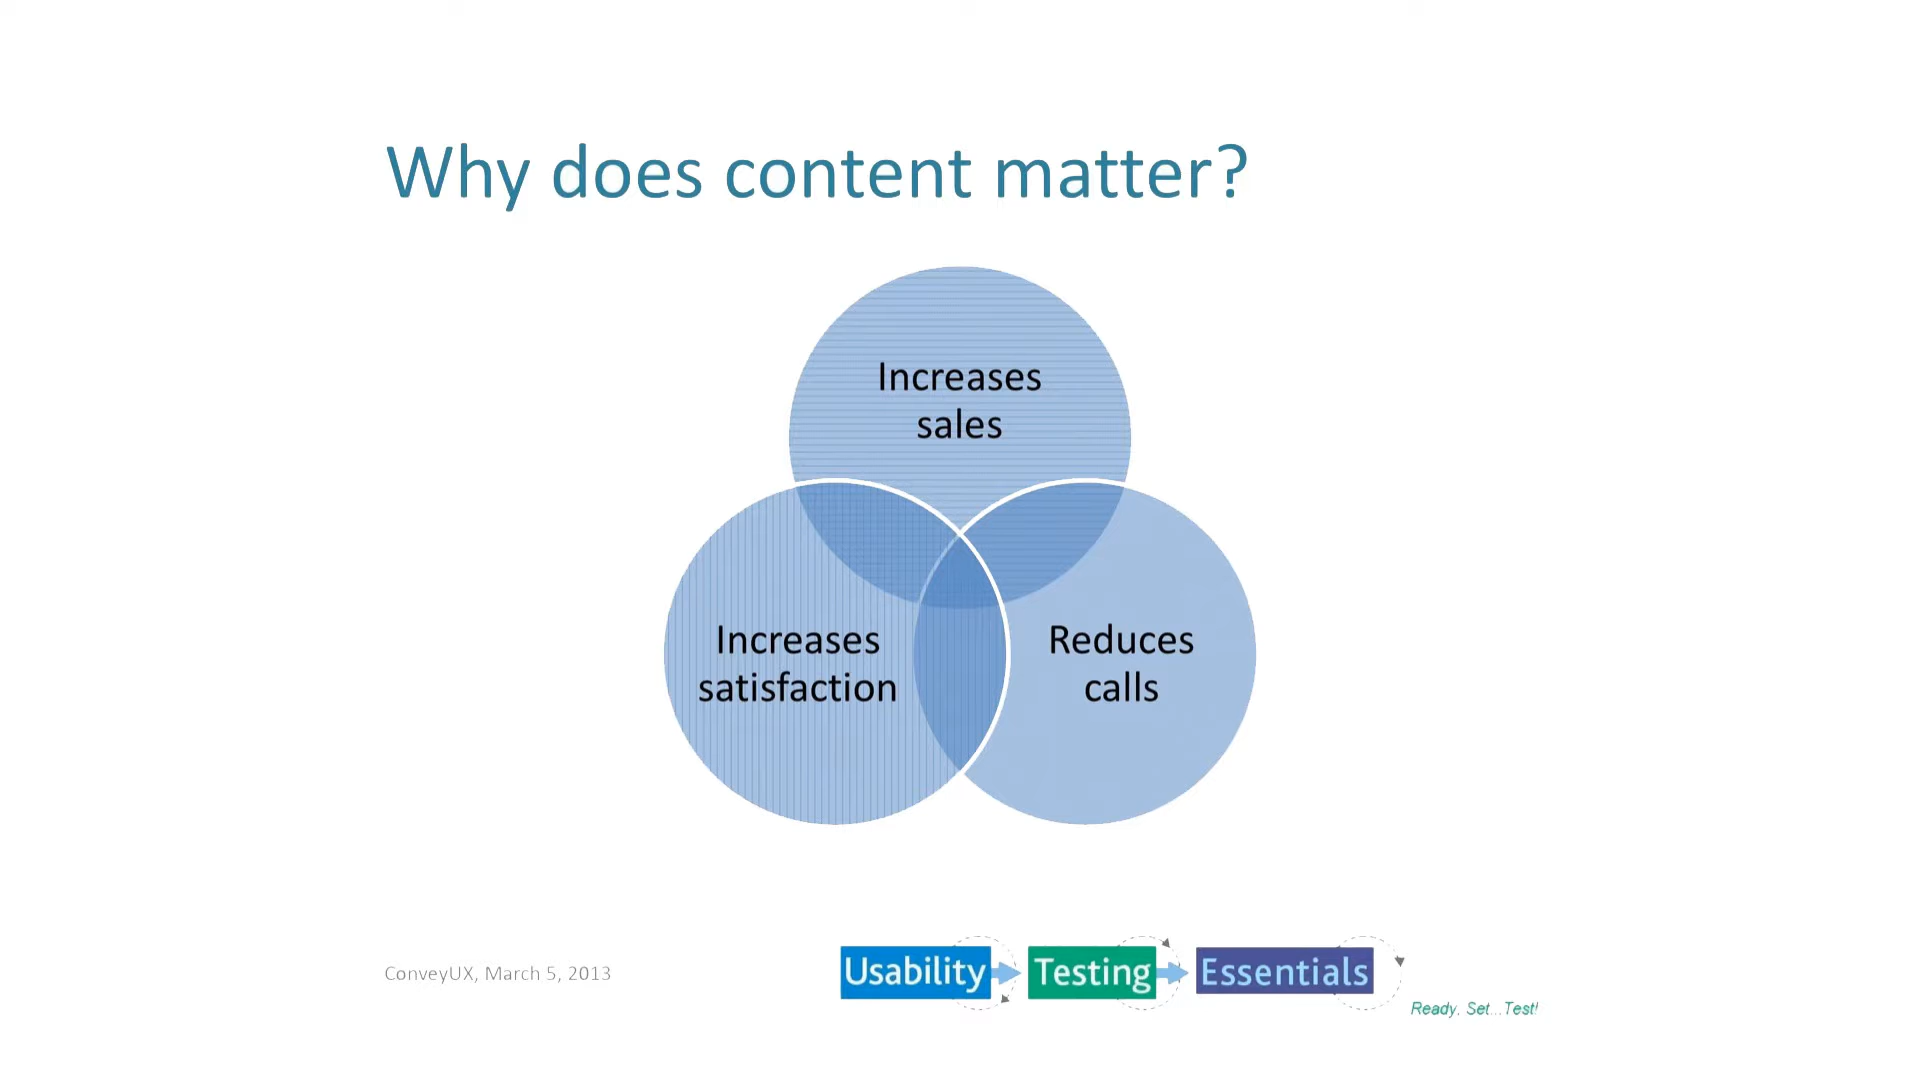 Why does content matter?
Increases
sales
Increases
satisfaction
Reduces
calls
ConveyUX, March 5, 2013
Usability Testing Essentials
Ready, Set...Test!